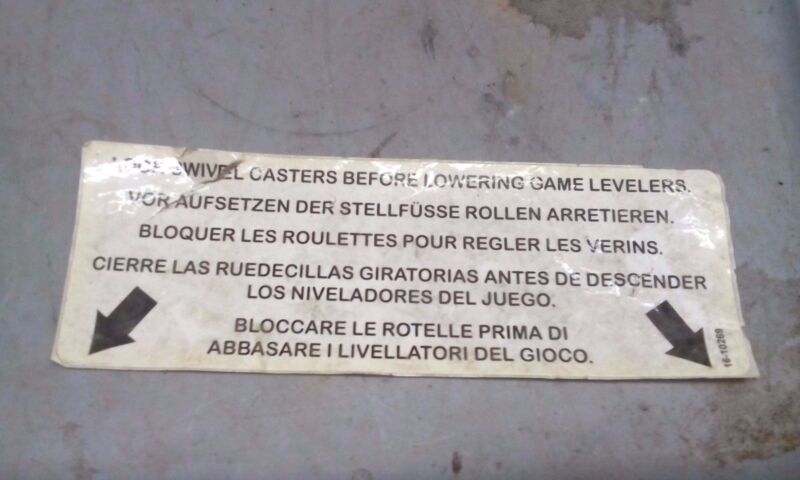 LOCK SWIVEL CASTERS BEFORE LOWERING GAME LEVELERS.
VOR AUFSETZEN DER STELLFÜSSE ROLLEN ARRETIEREN.
BLOQUER LES ROULETTES POUR REGLER LES VERINS.
CIERRE LAS RUEDECILLAS GIRATORIAS ANTES DE DESCENDER
LOS NIVELADORES DEL JUEGO.
BLOCCARE LE ROTELLE PRIMA DI
ABBASARE I LIVELLATORI DEL GIOCO.
16-10269